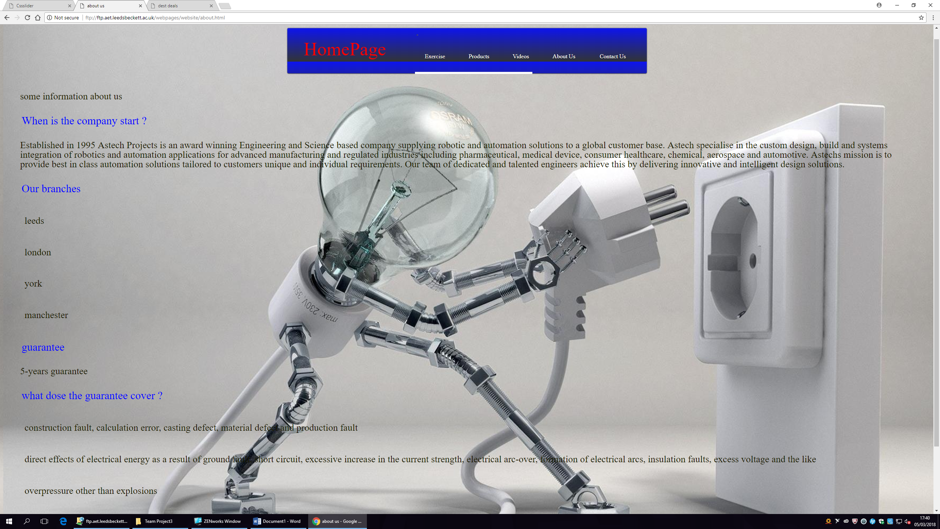 Cssslider
about us
desit deals
Not secure | ftp://ftp.aet.leedsbeckett.ac.uk/webpages/website/about.html
HomePage Exercise Products Videos About Us Contact Us
some information about us
OSRAM
When is the company start ?
Established in 1995 Astech Projects is an award winning Engineering and Science based company supplying robotic and automation solutions to a global customer base. Astech specialise in the custom design, build and systems
integration of robotics and automation applications for advanced manufacturing and regulated industries including pharmaceutical, medical device, consumer healthcare, chemical, aerospace and automotive. Astechs mission is to
provide best in class automation solutions tailored to customers unique and individual requirements. Our team of dedicated and talented engineers achieve this by delivering innovative and intelligent design solutions.
Our branches
leeds
london
york
manchester
max. 230V
guarantee
5-years guarantee
what dose the guarantee cover ?
construction fault, calculation error, casting defect, material defect and production fault
direct effects of electrical energy as a result of grounding, short circuit, excessive increase in the current strength, electrical arc-over, formation of electrical arcs, insulation faults, excess voltage and the like
overpressure other than explosions
ftp.aet.leedsbeckett... Team Project3 ZENworks Window Document1 - Word about us - Google ...
17:40
05/03/2018